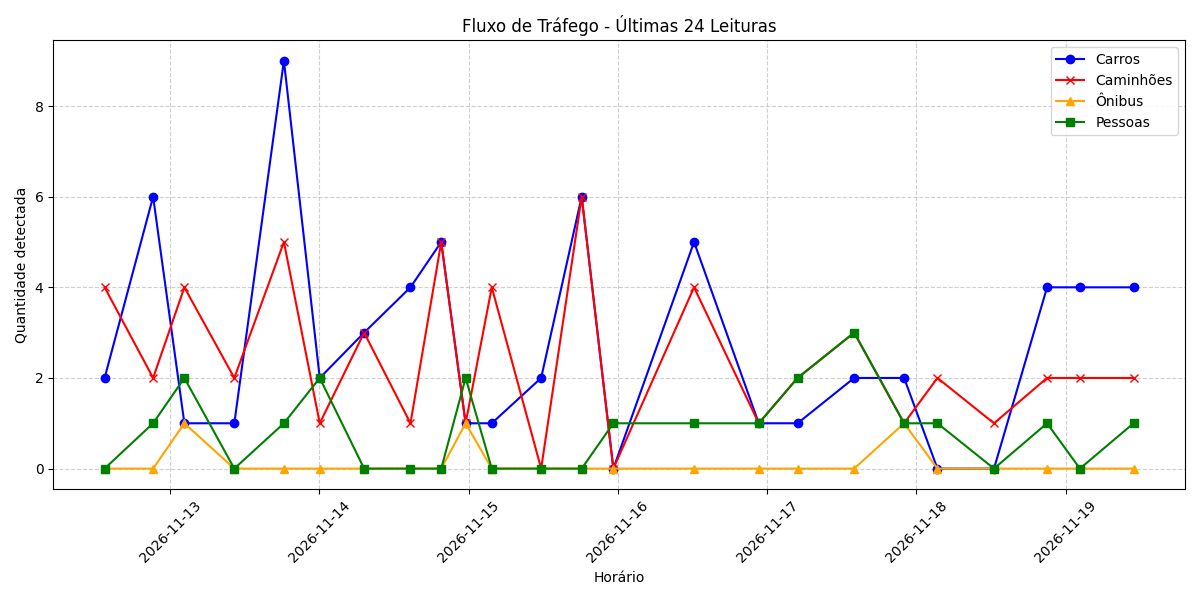 Fluxo de Tráfego - Últimas 24 Leituras
Carros
Caminhões
Ônibus
Pessoas
Quantidade detectada
8
6
4
2
0
2026-11-13
2026-11-14
2026-11-15
2026-11-16
2026-11-17
2026-11-18
2026-11-19
Horário